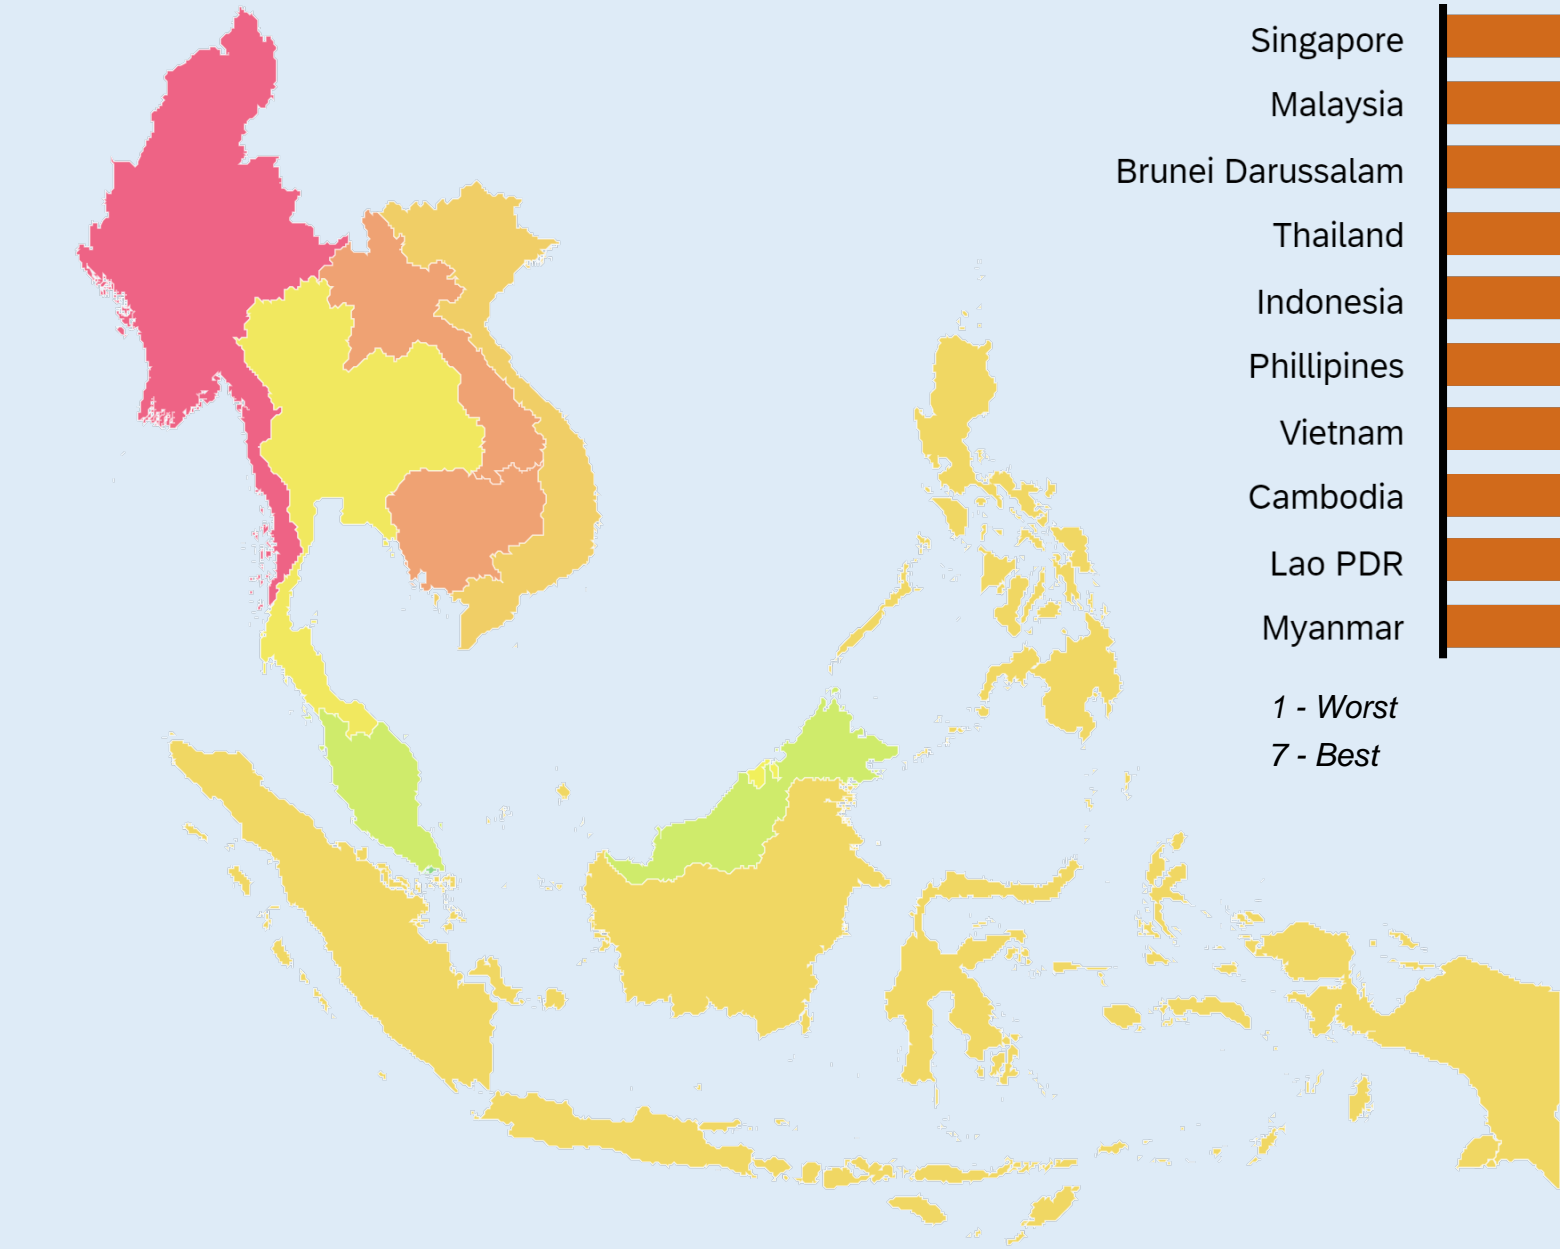 Singapore
Malaysia
Brunei Darussalam
Thailand
Indonesia
Phillipines
Vietnam
Cambodia
Lao PDR
Myanmar
1 - Worst
7 - Best